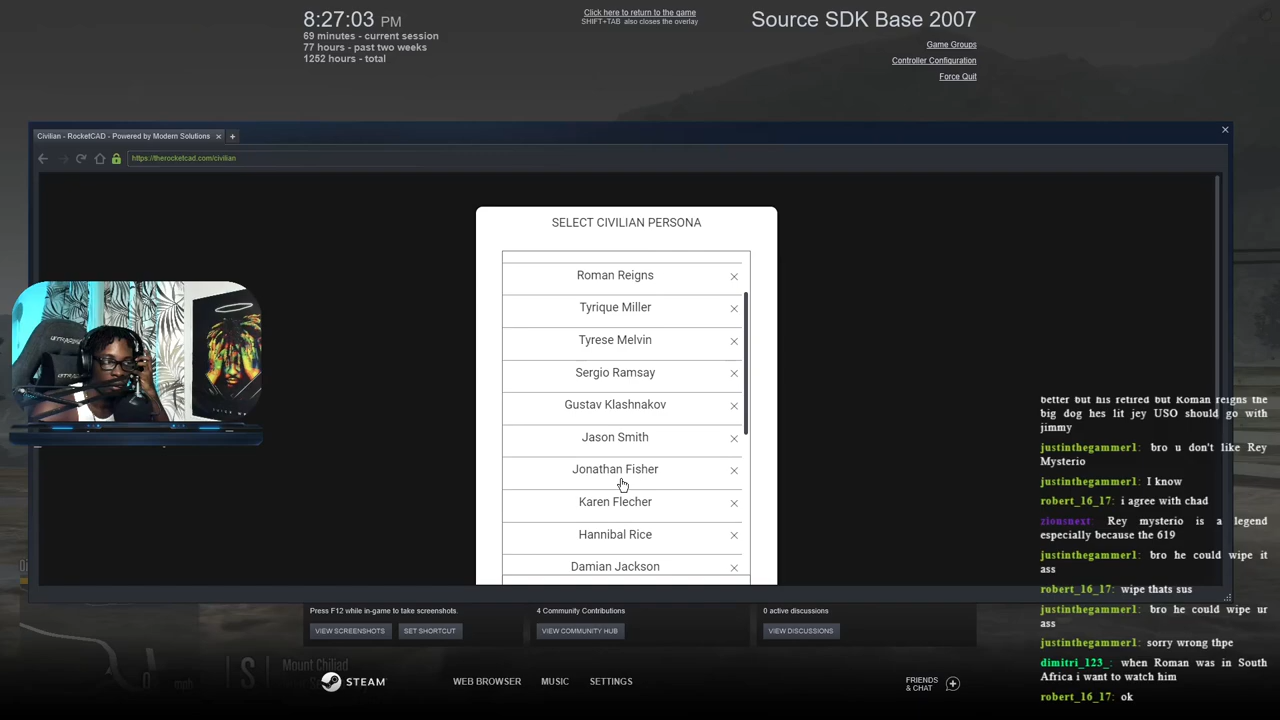 8:27:03 PM
69 minutes - current session
77 hours - past two weeks
1252 hours - total
Click here to return to the game
SHIFT+TAB also closes the overlay
Source SDK Base 2007
Game Groups
Controller Configuration
Force Quit
Civilian - RocketCAD - Powered by Modern Solutions
https://therocketcad.com/civilian
SELECT CIVILIAN PERSONA
Roman Reigns
Tyrique Miller
Tyrese Melvin
Sergio Ramsay
Gustav Klashnakov
Jason Smith
Jonathan Fisher
Karen Flecher
Hannibal Rice
Damian Jackson
better but his retired but Roman reigns the
big dog hes lit jey USO should go with
jimmy
justinthegammer1: bro u don't like Rey
Mysterio
justinthegammer1: I know
robert_16_17: i agree with chad
zionsnext: Rey mysterio is a legend
especially because the 619
justinthegammer1: bro he could wipe it
ass
robert_16_17: wipe thats sus
justinthegammer1: bro he could wipe ur
ass
justinthegammer1: sorry wrong thpe
dimitri_123_: when Roman was in South
Africa i want to watch him
robert_16_17: ok
Press F12 while in-game to take screenshots.
VIEW SCREENSHOTS
SET SHORTCUT
4 Community Contributions
VIEW COMMUNITY HUB
0 active discussions
VIEW DISCUSSIONS
mph
S
Mount Chiliad
STEAM
WEB BROWSER
MUSIC
SETTINGS
FRIENDS
& CHAT